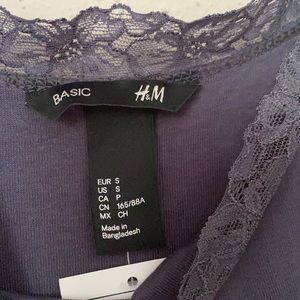 BASIC
H&M
EUR S
US S
CA P
CN 165/88A
MX CH
Made in
Bangladesh